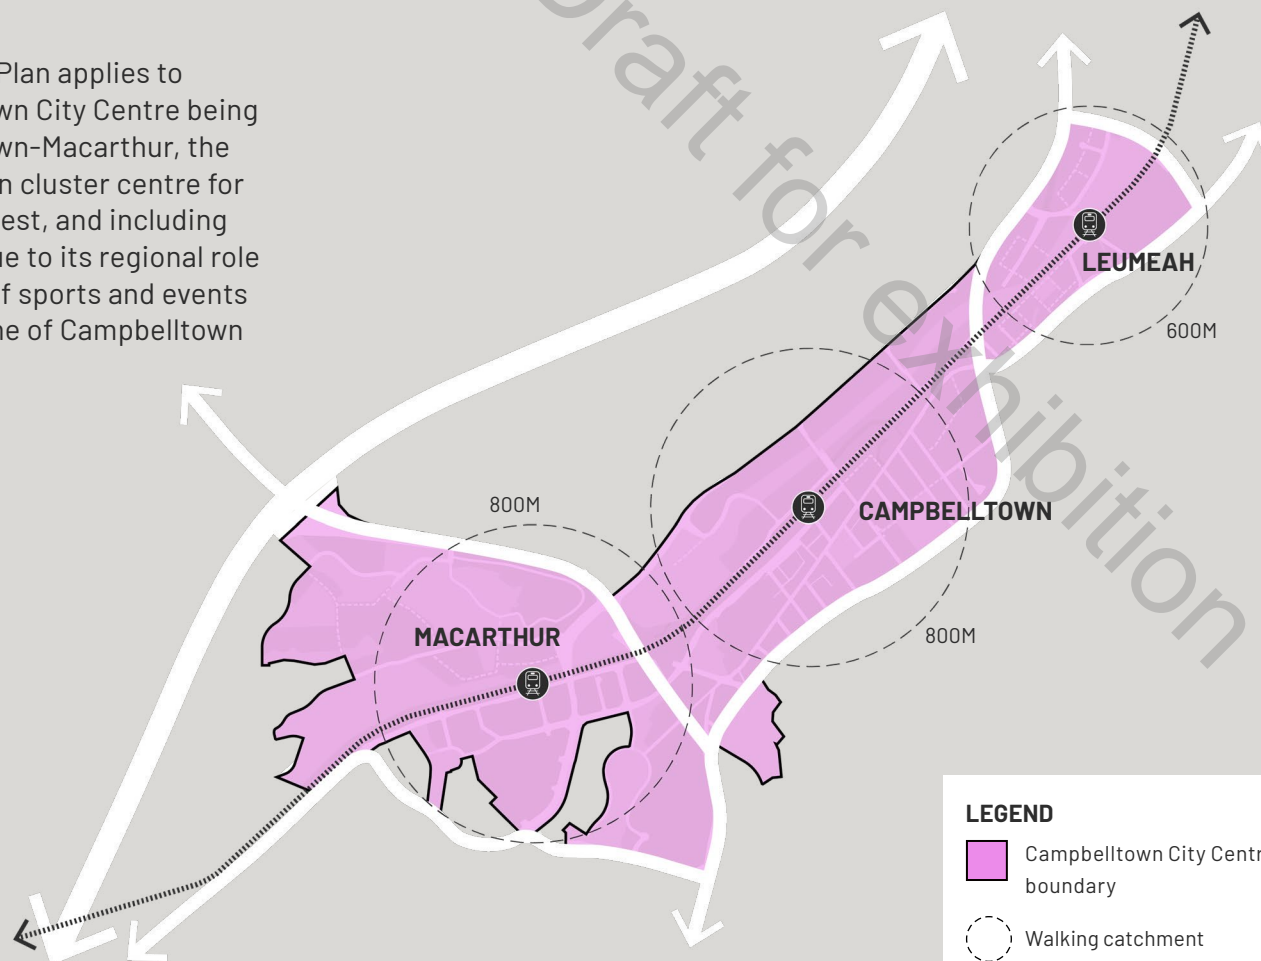 Plan applies to
wn City Centre being
wn-Macarthur, the
n cluster centre for
est, and including
ue to its regional role
f sports and events
ne of Campbelltown
Draft for exhibition
LEUMEAH
600M
CAMPBELLTOWN
800M
800M
MACARTHUR
LEGEND
Campbelltown City Centr
boundary
Walking catchment